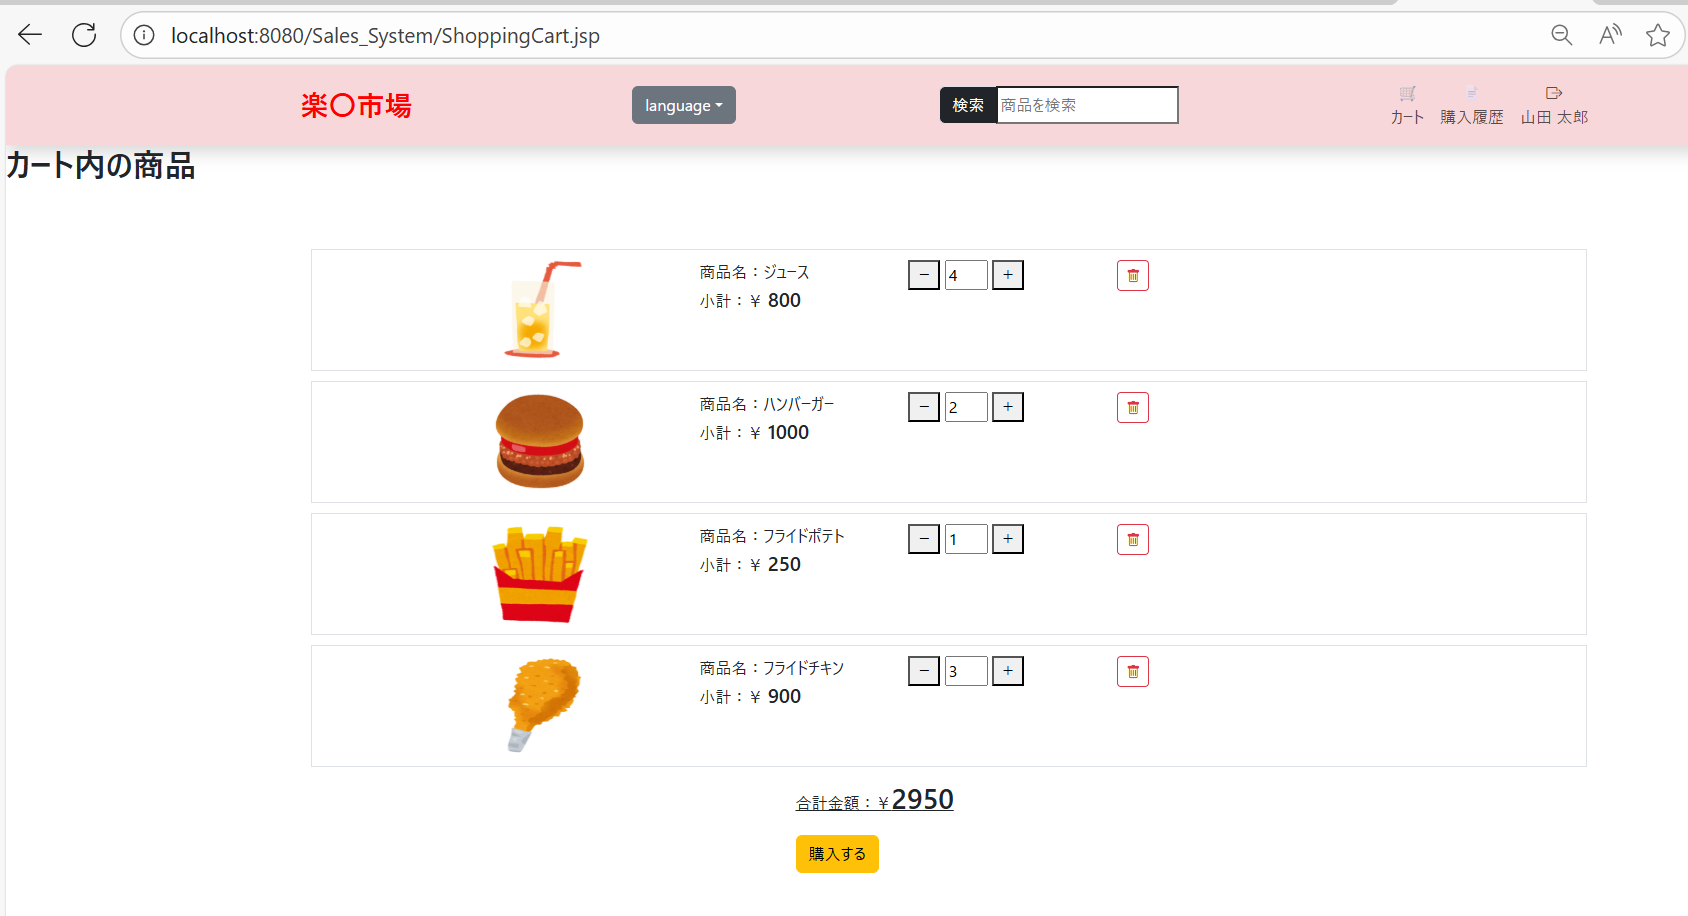 localhost:8080/Sales_System/ShoppingCart.jsp
楽〇市場
language
検索 商品を検索
カート 購入履歴 山田 太郎
カート内の商品
商品名：ジュース
小計：￥ 800
− 4 +
商品名：ハンバーガー
小計：￥ 1000
− 2 +
商品名：フライドポテト
小計：￥ 250
− 1 +
商品名：フライドチキン
小計：￥ 900
− 3 +
合計金額：￥2950
購入する